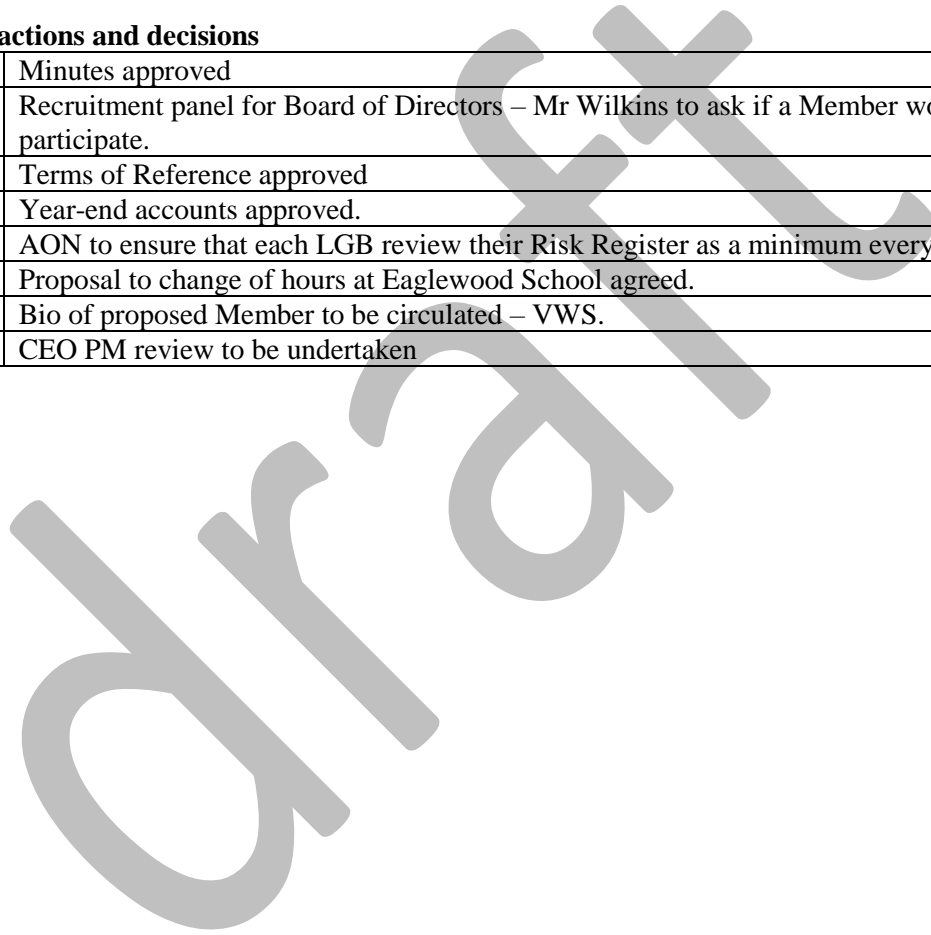 actions and decisions
Minutes approved
Recruitment panel for Board of Directors – Mr Wilkins to ask if a Member
participate.
Terms of Reference approved
Year-end accounts approved.
AON to ensure that each LGB review their Risk Register as a minimum every
Proposal to change of hours at Eaglewood School agreed.
Bio of proposed Member to be circulated – VWS.
CEO PM review to be undertaken
draft